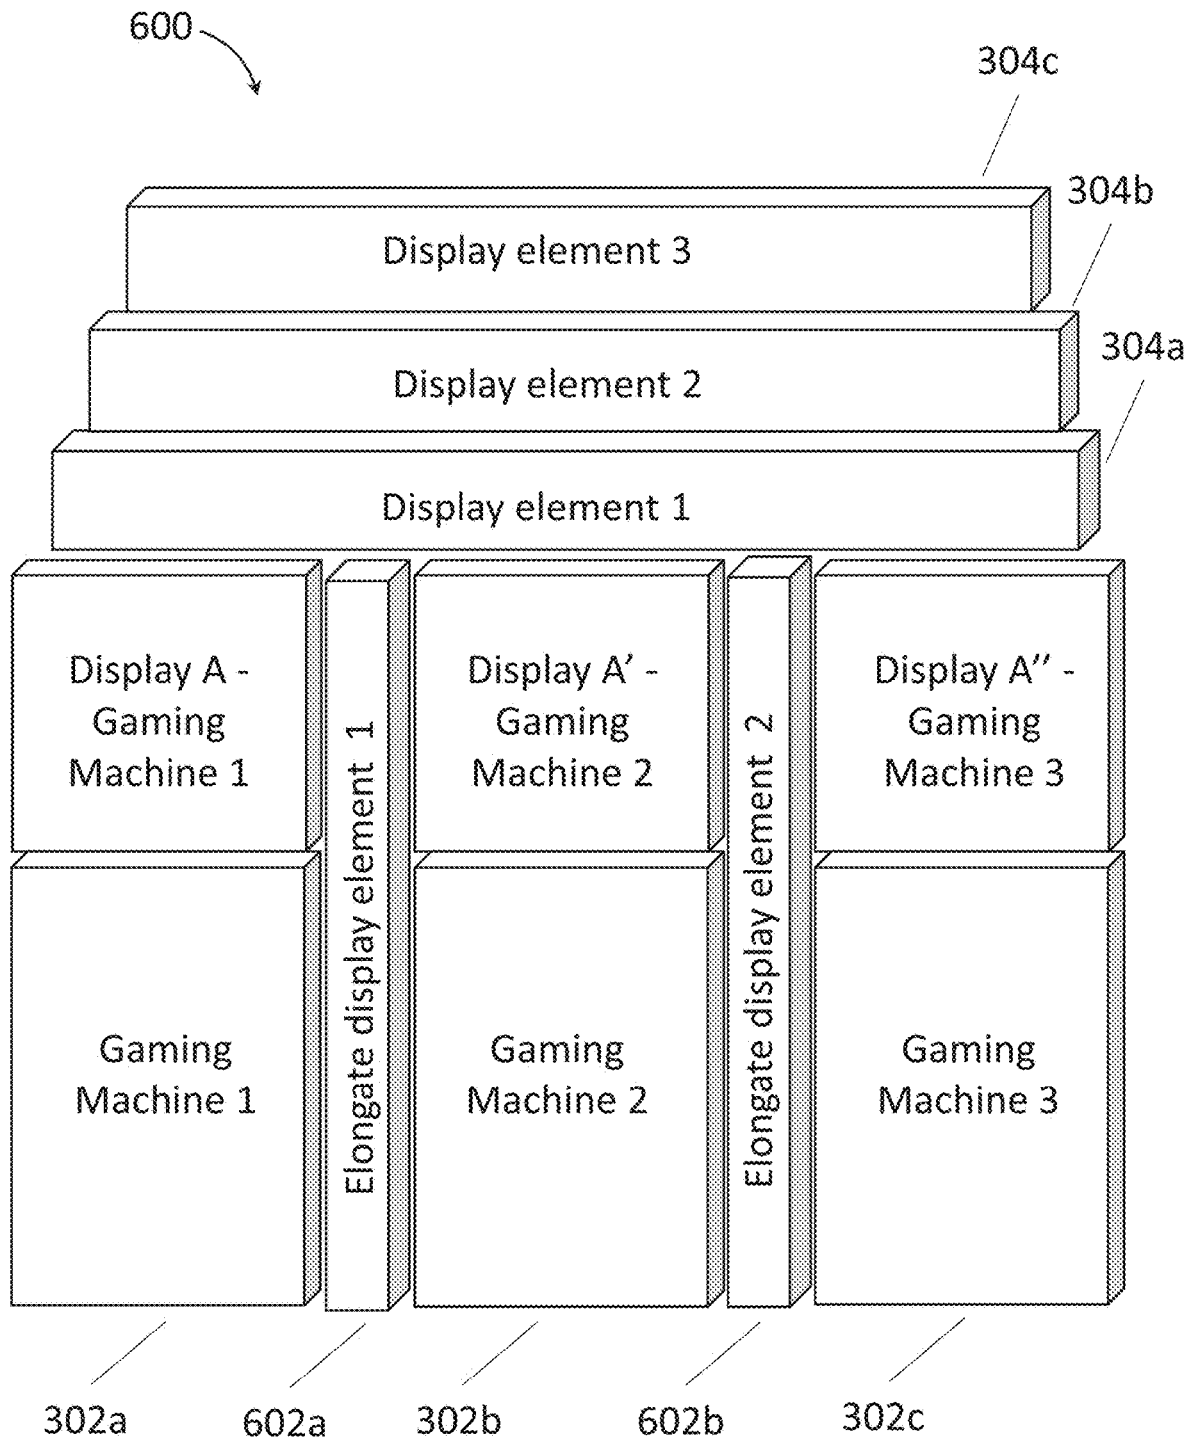 600
304c
304b
Display element 3
304a
Display element 2
Display element 1
Display A -
Gaming
Machine 1
Elongate display element 1
Display A’ -
Gaming
Machine 2
Elongate display element 2
Display A’’ -
Gaming
Machine 3
Gaming
Machine 1
Gaming
Machine 2
Gaming
Machine 3
302a
602a
302b
602b
302c